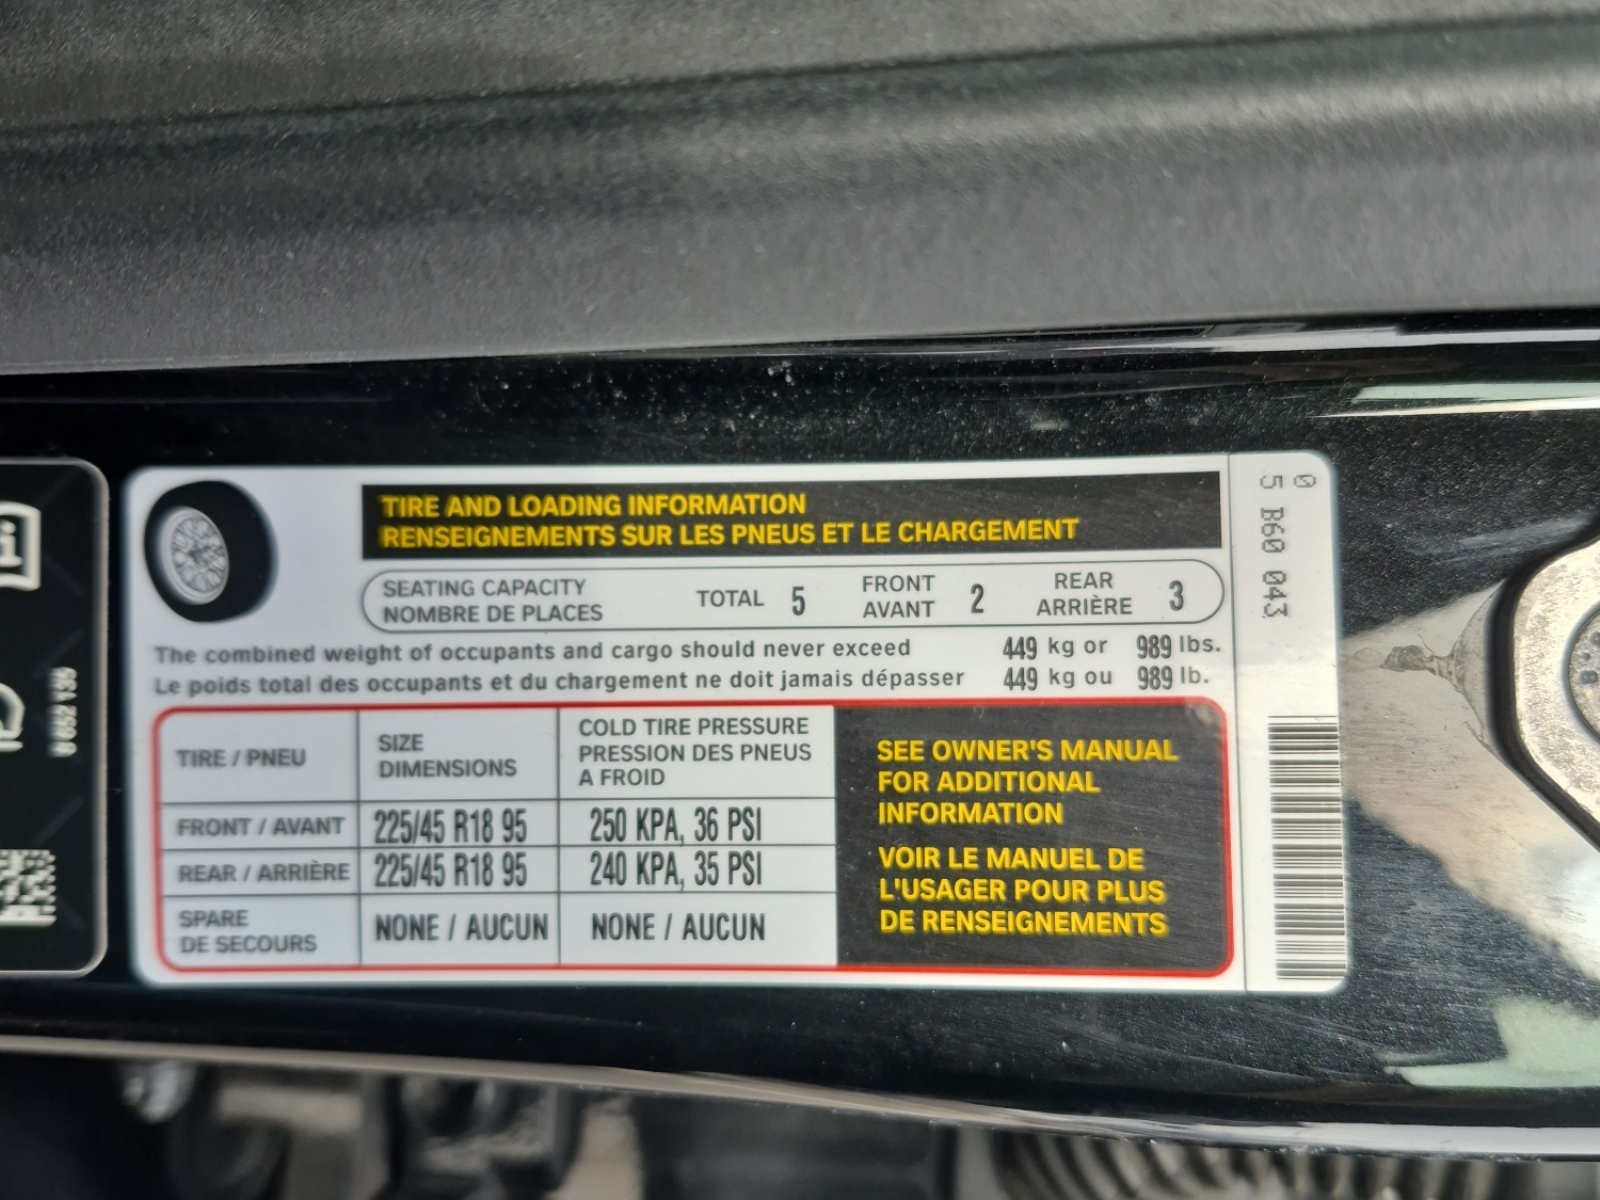 TIRE AND LOADING INFORMATION
RENSEIGNEMENTS SUR LES PNEUS ET LE CHARGEMENT
SEATING CAPACITY
NOMBRE DE PLACES
TOTAL 5
FRONT
AVANT
2
REAR
ARRIÈRE
3
The combined weight of occupants and cargo should never exceed 449 kg or 989 lbs.
Le poids total des occupants et du chargement ne doit jamais dépasser 449 kg ou 989 lb.
TIRE / PNEU
SIZE
DIMENSIONS
COLD TIRE PRESSURE
PRESSION DES PNEUS
A FROID
FRONT / AVANT 225/45 R18 95 250 KPA, 36 PSI
REAR / ARRIÈRE 225/45 R18 95 240 KPA, 35 PSI
SPARE
DE SECOURS
NONE / AUCUN NONE / AUCUN
SEE OWNER'S MANUAL
FOR ADDITIONAL
INFORMATION
VOIR LE MANUEL DE
L'USAGER POUR PLUS
DE RENSEIGNEMENTS
0
5 B60 043
i